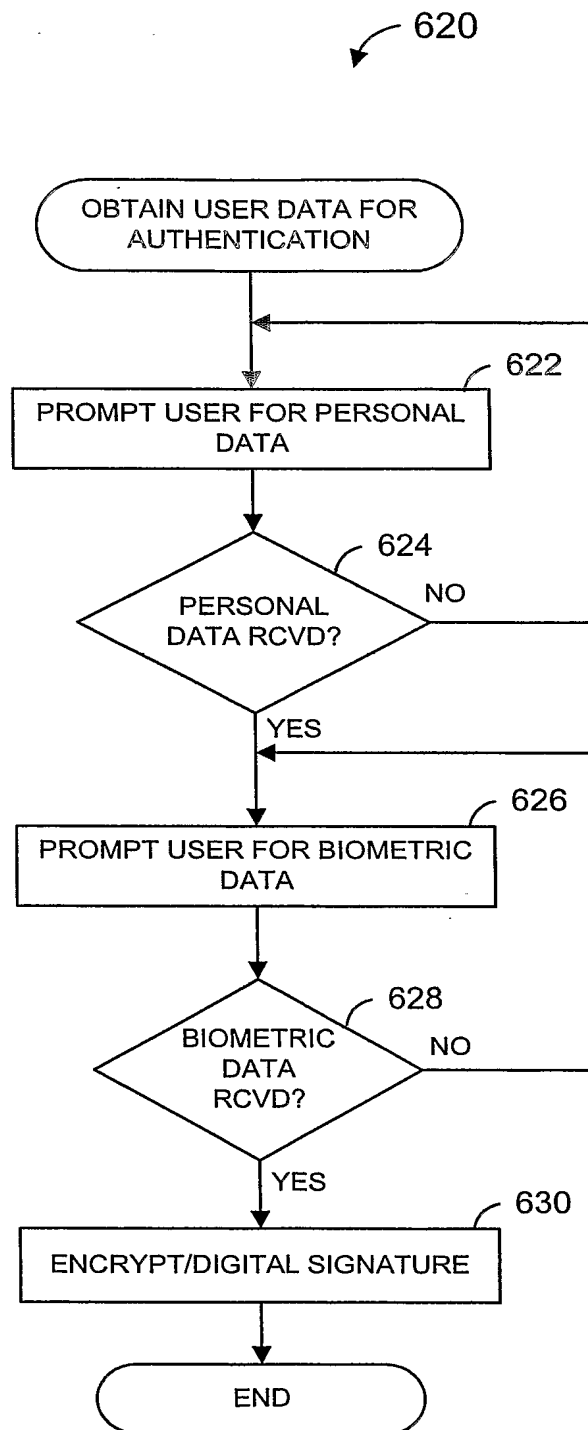 620
OBTAIN USER DATA FOR
AUTHENTICATION
622
PROMPT USER FOR PERSONAL
DATA
624
PERSONAL
DATA RCVD?
NO
YES
626
PROMPT USER FOR BIOMETRIC
DATA
628
BIOMETRIC
DATA
RCVD?
NO
YES
630
ENCRYPT/DIGITAL SIGNATURE
END